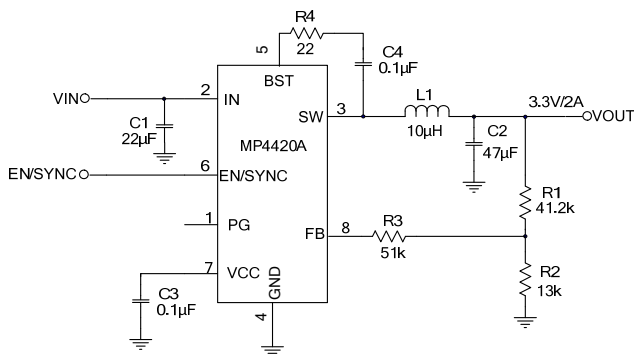 R4
22
C4
0.1µF
5
BST
VIN
2
IN
C1
22µF
SW
3
L1
10µH
3.3V/2A
VOUT
C2
47µF
MP4420A
EN/SYNC
6
EN/SYNC
R1
41.2k
1
PG
FB
8
R3
51k
7
VCC
GND
4
C3
0.1µF
R2
13k